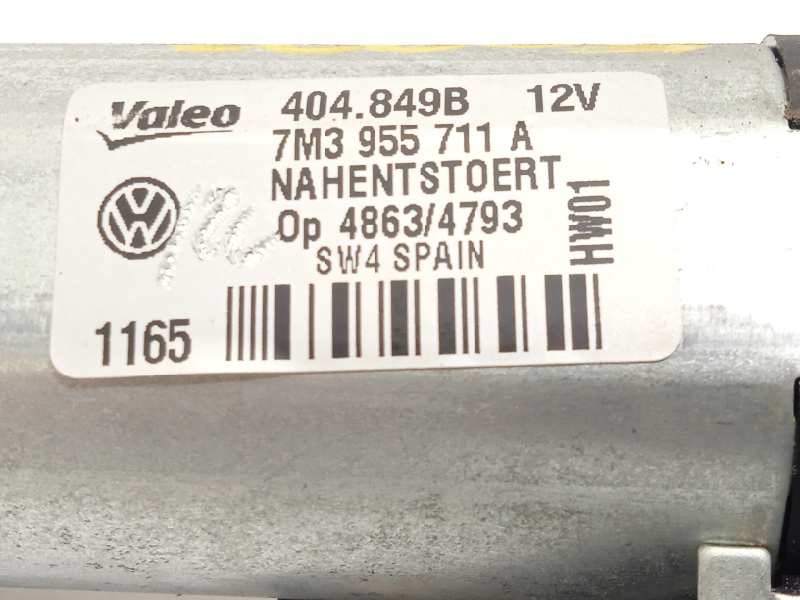 Valeo 404.849B 12V
7M3 955 711 A
NAHENTSTOERT
Op 4863/4793
SW4 SPAIN
HW01
1165